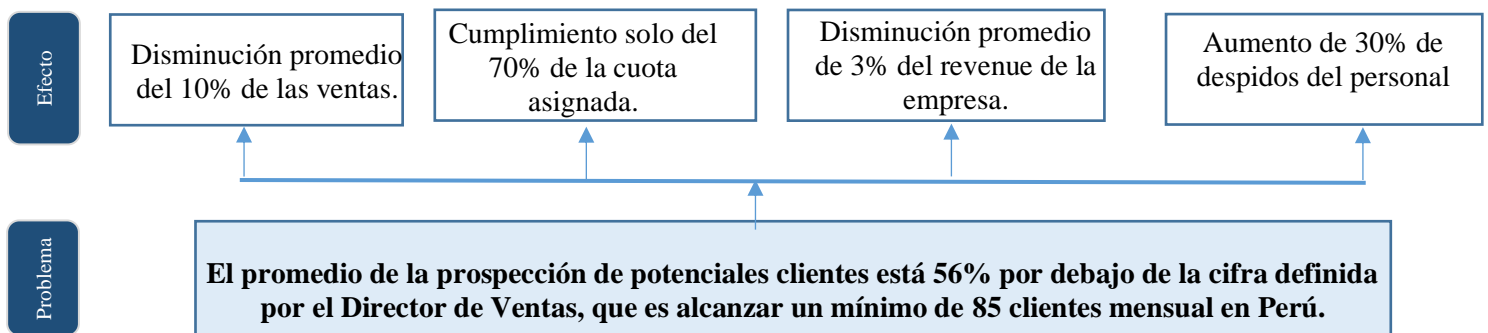 Efecto
Disminución promedio
del 10% de las ventas.
Cumplimiento solo del
70% de la cuota
asignada.
Disminución promedio
de 3% del revenue de la
empresa.
Aumento de 30% de
despidos del personal
Problema
El promedio de la prospección de potenciales clientes está 56% por debajo de la cifra definida
por el Director de Ventas, que es alcanzar un mínimo de 85 clientes mensual en Perú.